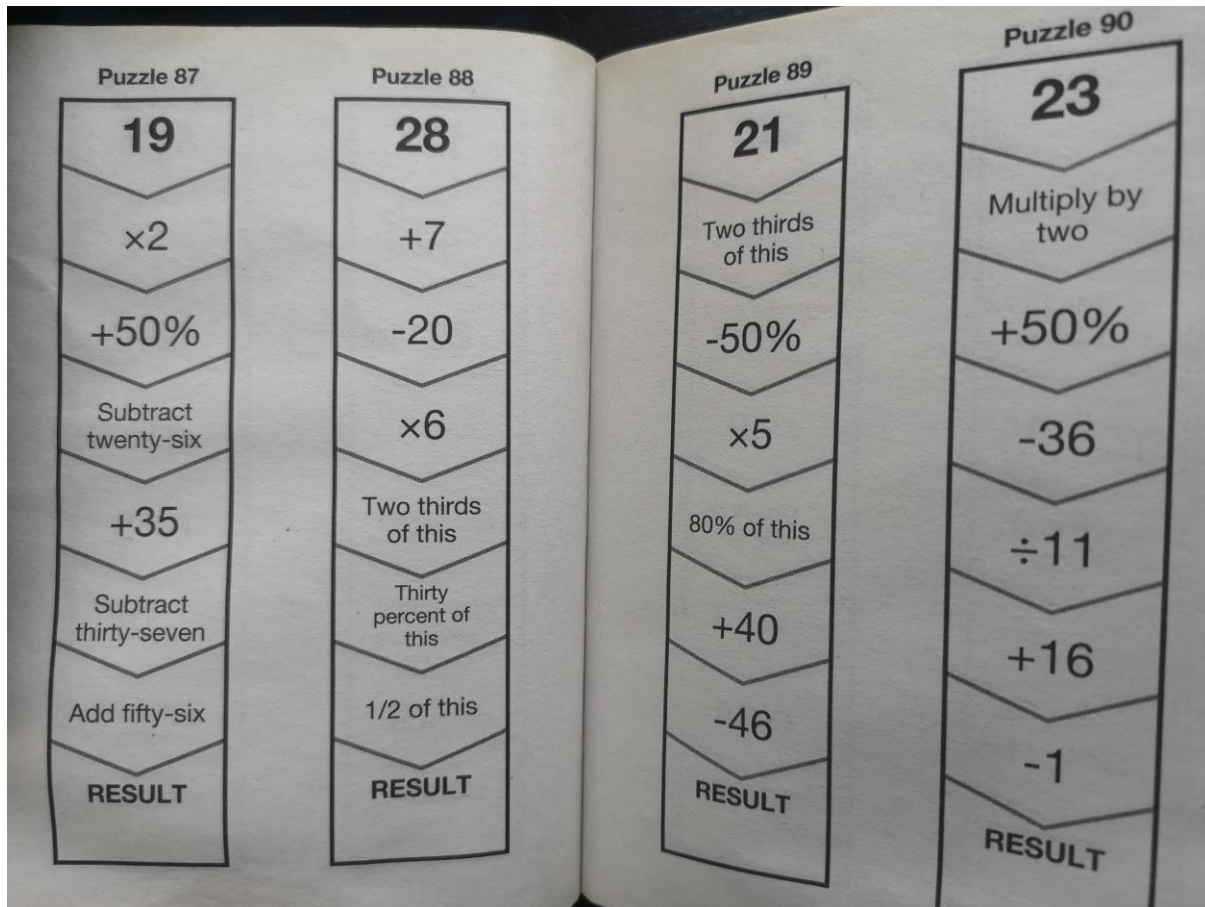 Puzzle 87
19
×2
+50%
Subtract
twenty-six
+35
Subtract
thirty-seven
Add fifty-six
RESULT
Puzzle 88
28
+7
-20
×6
Two thirds
of this
Thirty
percent of
this
1/2 of this
RESULT
Puzzle 89
21
Two thirds
of this
-50%
×5
80% of this
+40
-46
RESULT
Puzzle 90
23
Multiply by
two
+50%
-36
÷11
+16
-1
RESULT